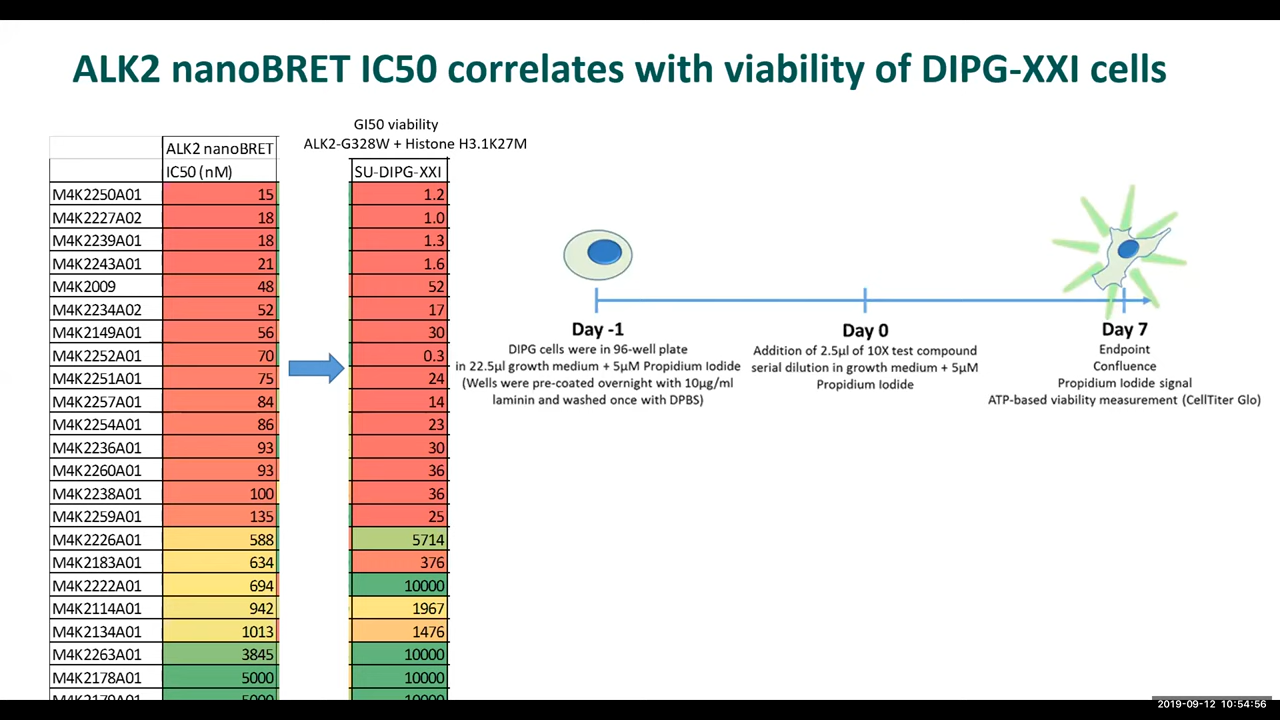 ALK2 nanoBRET IC50 correlates with viability of DIPG-XXI cells
GI50 viability
ALK2-G328W + Histone H3.1K27M
ALK2 nanoBRET
IC50 (nM) SU-DIPG-XXI
M4K2250A01 15 1.2
M4K2227A02 18 1.0
M4K2239A01 18 1.3
M4K2243A01 21 1.6
M4K2009 48 52
M4K2234A02 52 17
M4K2149A01 56 30
M4K2252A01 70 0.3
M4K2251A01 75 24
M4K2257A01 84 14
M4K2254A01 86 23
M4K2236A01 93 30
M4K2260A01 93 36
M4K2238A01 100 36
M4K2259A01 135 25
M4K2226A01 588 5714
M4K2183A01 634 376
M4K2222A01 694 10000
M4K2114A01 942 1967
M4K2134A01 1013 1476
M4K2263A01 3845 10000
M4K2178A01 5000 10000
Day -1
DIPG cells were in 96-well plate
in 22.5µl growth medium + 5µM Propidium Iodide
(Wells were pre-coated overnight with 10µg/ml
laminin and washed once with DPBS)
Day 0
Addition of 2.5µl of 10X test compound
serial dilution in growth medium + 5µM
Propidium Iodide
Day 7
Endpoint
Confluence
Propidium Iodide signal
ATP-based viability measurement (CellTiter Glo)
2019-09-12 10:54:56